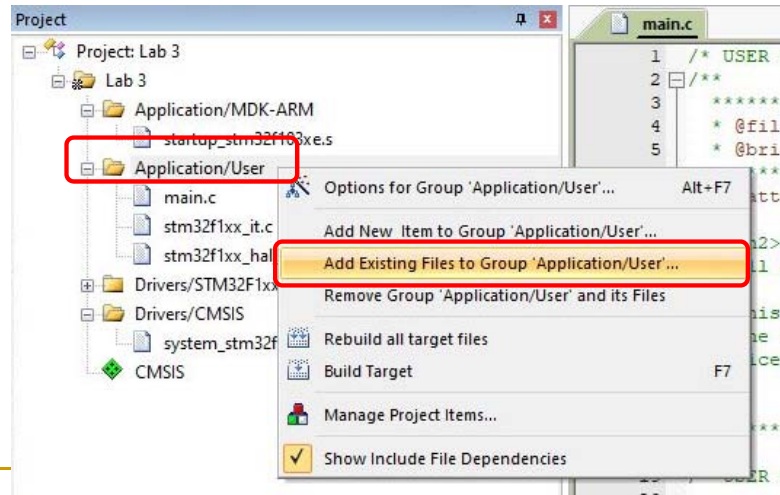 Project
Project: Lab 3
Lab 3
Application/MDK-ARM
startup_stm32f103xe.s
Application/User
main.c
stm32f1xx_it.c
stm32f1xx_hal
Drivers/STM32F1xx
Drivers/CMSIS
system_stm32f
CMSIS
Options for Group 'Application/User'... Alt+F7
Add New Item to Group 'Application/User'...
Add Existing Files to Group 'Application/User'...
Remove Group 'Application/User' and its Files
Rebuild all target files
Build Target F7
Manage Project Items...
Show Include File Dependencies
main.c
1 /* USER
2 /**
3 ******
4 * @fil
5 * @bri